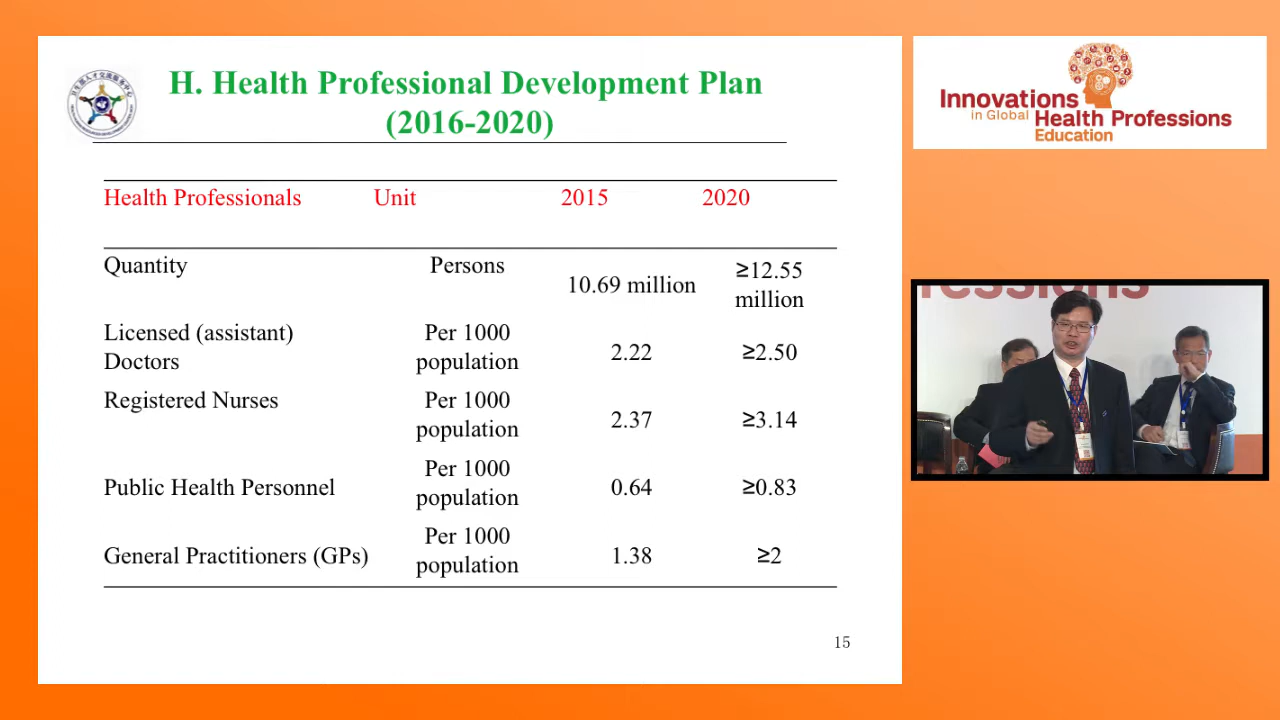 H. Health Professional Development Plan
(2016-2020)
Health Professionals Unit 2015 2020
Quantity Persons 10.69 million ≥12.55 million
Licensed (assistant) Doctors Per 1000 population 2.22 ≥2.50
Registered Nurses Per 1000 population 2.37 ≥3.14
Public Health Personnel Per 1000 population 0.64 ≥0.83
General Practitioners (GPs) Per 1000 population 1.38 ≥2
15
Innovations
in Global Health Professions
Education